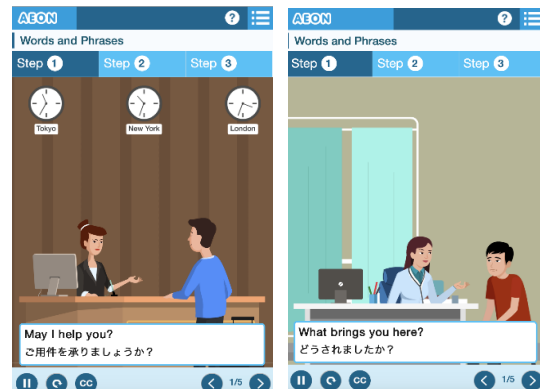 AEON
?
Words and Phrases
Step 1 Step 2 Step 3
Tokyo New York London
May I help you?
ご用件を承りましょうか?
CC
1/5
AEON
?
Words and Phrases
Step 1 Step 2 Step 3
What brings you here?
どうされましたか?
CC
1/5